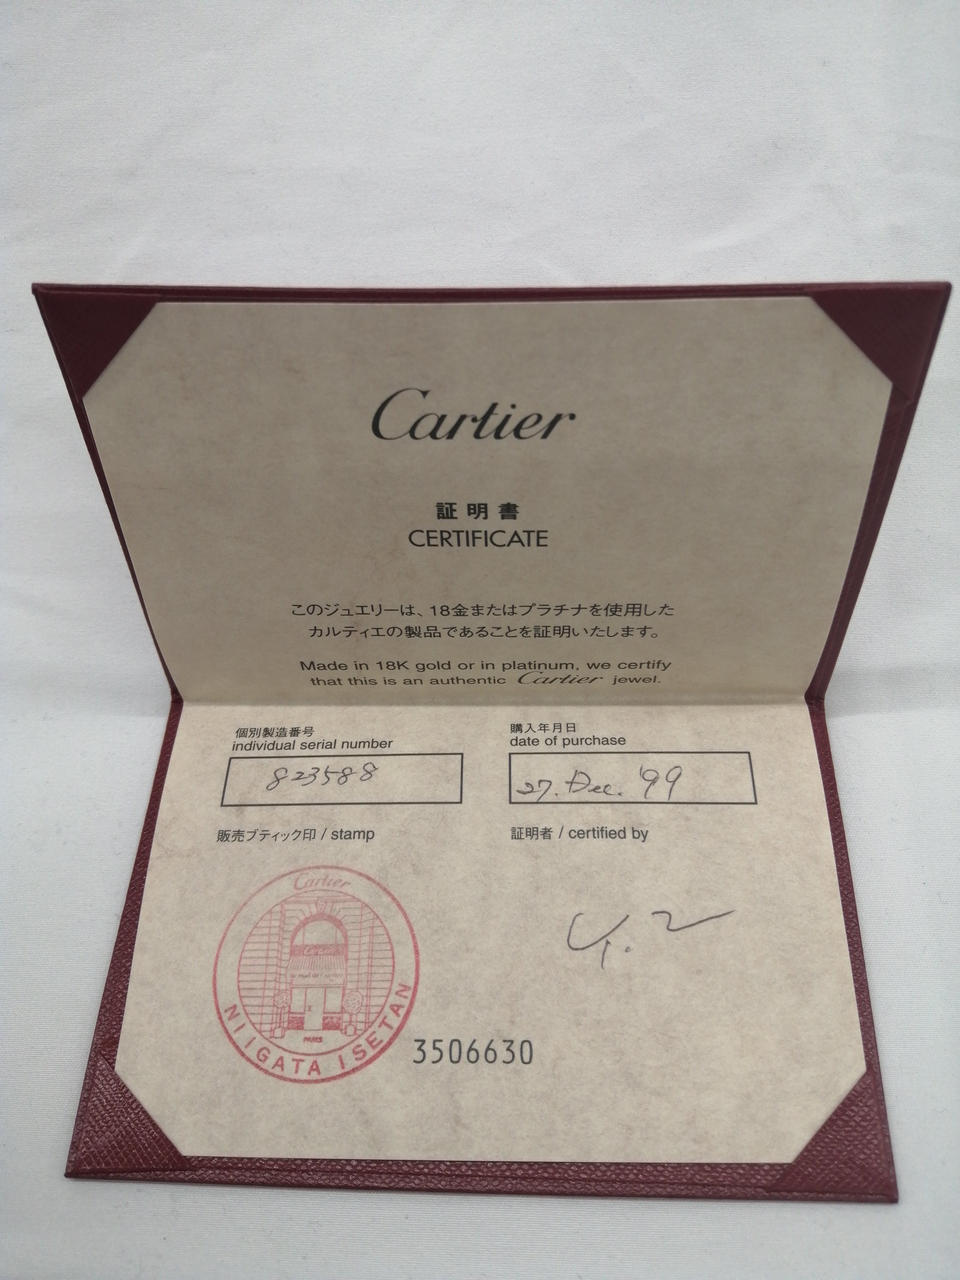 Cartier
証明書
CERTIFICATE
このジュエリーは、18金またはプラチナを使用した
カルティエの製品であることを証明いたします。
Made in 18K gold or in platinum, we certify
that this is an authentic Cartier jewel.
個別製造番号
individual serial number
823588
購入年月日
date of purchase
27. Dec. '99
販売ブティック印 / stamp
証明者 / certified by
Cartier
PARIS
NIIGATA ISETAN
3506630